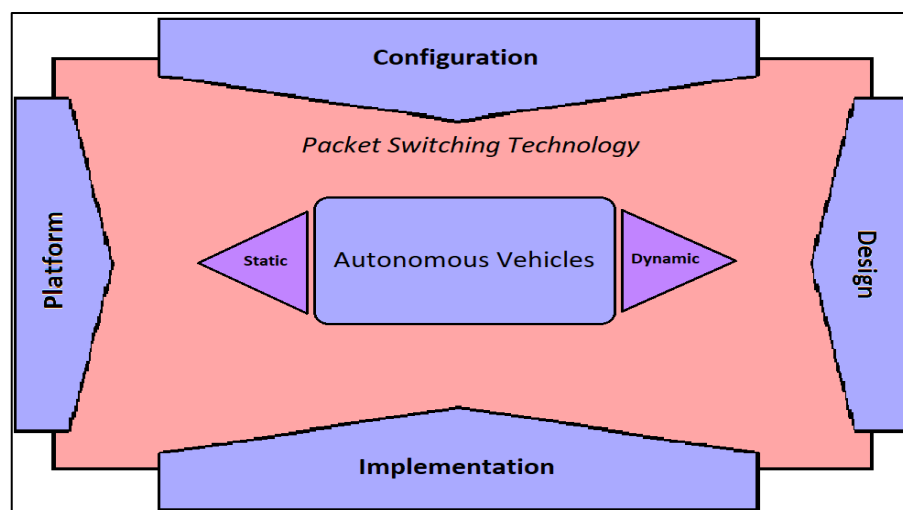 Configuration
Packet Switching Technology
Platform
Static
Autonomous Vehicles
Dynamic
Design
Implementation